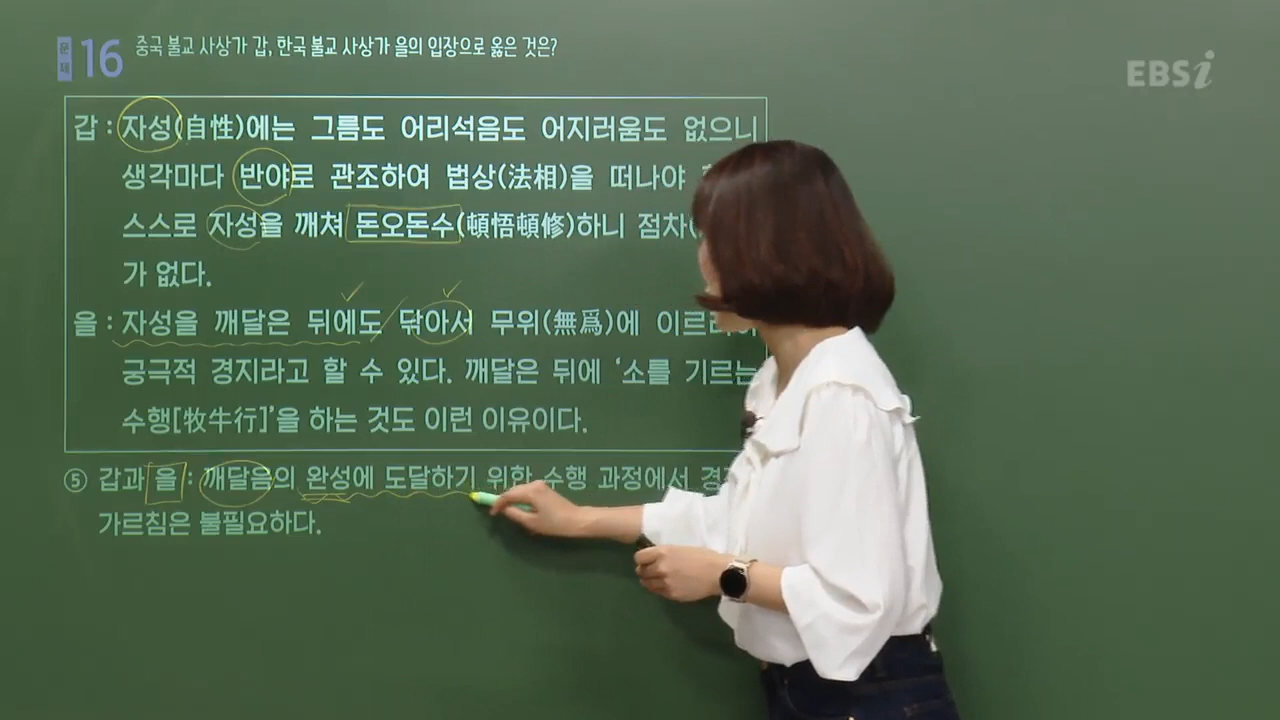 문제 16 중국 불교 사상가 갑, 한국 불교 사상가 을의 입장으로 옳은 것은?
EBSi
갑 : 자성(自性)에는 그름도 어리석음도 어지러움도 없으니
생각마다 반야로 관조하여 법상(法相)을 떠나야
스스로 자성을 깨쳐 돈오돈수(頓悟頓修)하니 점차(
가 없다.
을 : 자성을 깨달은 뒤에도 닦아서 무위(無爲)에
궁극적 경지라고 할 수 있다. 깨달은 뒤에 '소를 기르는
수행[牧牛行]'을 하는 것도 이런 이유이다.
⑤ 갑과 을 : 깨달음의 완성에 도달하기 위한 수행 과정에서
가르침은 불필요하다.